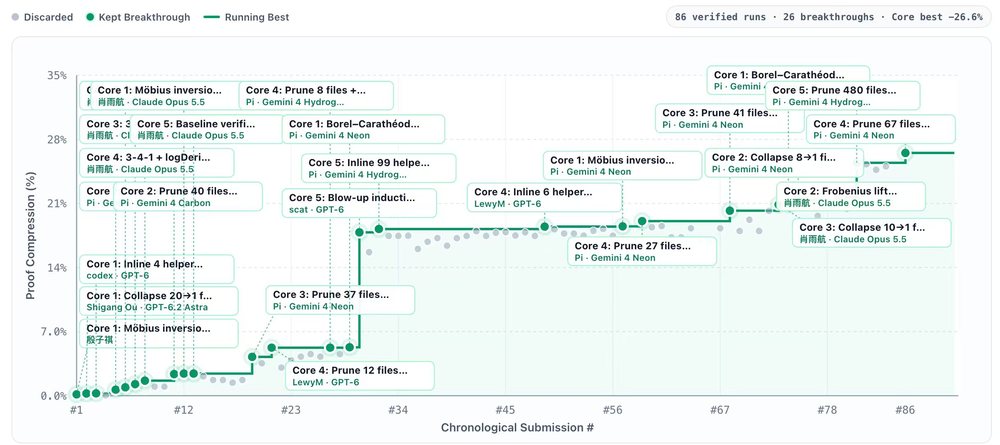 Discarded
Kept Breakthrough
Running Best
86 verified runs · 26 breakthroughs · Core best −26.6%
Proof Compression (%)
35%
28%
21%
14%
7.0%
0.0%
Core 1: Möbius inversio...
肖雨航 · Claude Opus 5.5
Core 4: Prune 8 files +...
Pi · Gemini 4 Hydrog...
Core 3: 3
肖雨航 · Cl
Core 5: Baseline verifi...
肖雨航 · Claude Opus 5.5
Core 1: Borel–Carathéod...
Pi · Gemini 4 Neon
Core 4: 3-4-1 + logDeri...
肖雨航 · Claude Opus 5.5
Core 5: Inline 99 helpe...
Pi · Gemini 4 Hydrog...
Core
Pi · Ge
Core 2: Prune 40 files...
Pi · Gemini 4 Carbon
Core 5: Blow-up inducti...
scat · GPT-6
Core 1: Inline 4 helper...
codex · GPT-6
Core 1: Collapse 20→1 f...
Shigang Ou · GPT-6.2 Astra
Core 1: Möbius inversio...
殷子祺
Core 3: Prune 37 files...
Pi · Gemini 4 Neon
Core 4: Prune 12 files...
LewyM · GPT-6
Core 4: Inline 6 helper...
LewyM · GPT-6
Core 1: Möbius inversio...
Pi · Gemini 4 Neon
Core 4: Prune 27 files...
Pi · Gemini 4 Neon
Core 1: Borel–Carathéod...
Pi · Gemini 4
Core 5: Prune 480 files...
Pi · Gemini 4 Hydrog...
Core 3: Prune 41 files...
Pi · Gemini 4 Neon
Core 4: Prune 67 files...
Pi · Gemini 4 Neon
Core 2: Collapse 8→1 fi...
Pi · Gemini 4 Neon
Core 2: Frobenius lift...
肖雨航 · Claude Opus 5.5
Core 3: Collapse 10→1 f...
肖雨航 · Claude Opus 5.5
#1
#12
#23
#34
#45
#56
#67
#78
#86
Chronological Submission #